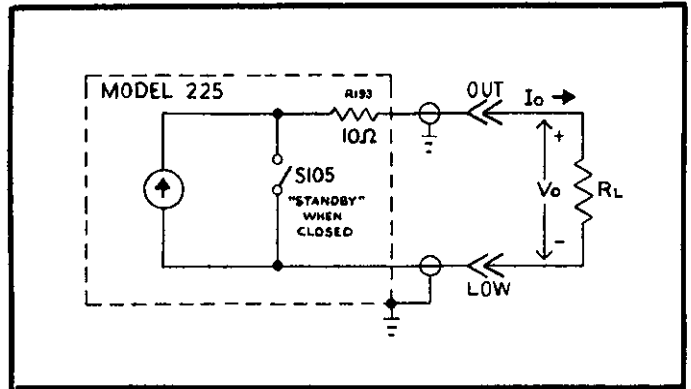 MODEL 225
R193
10Ω
OUT
Io
+
S105
"STANDBY"
WHEN
CLOSED
Vo
RL
-
LOW